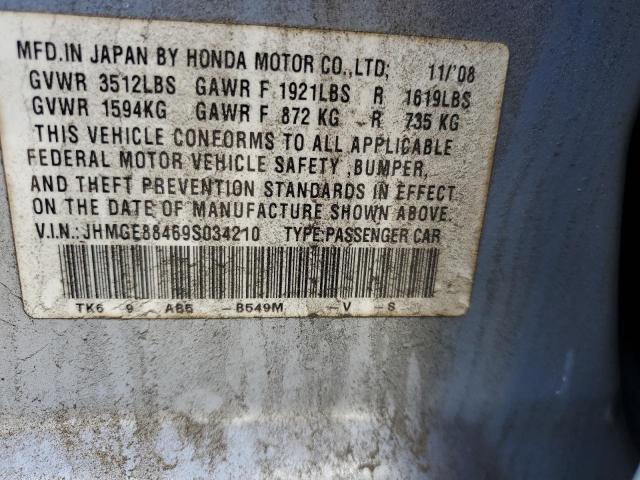 MFD.IN JAPAN BY HONDA MOTOR CO.,LTD; 11/'08
GVWR 3512LBS GAWR F 1921LBS R 1619LBS
GVWR 1594KG GAWR F 872 KG R 735 KG
THIS VEHICLE CONFORMS TO ALL APPLICABLE
FEDERAL MOTOR VEHICLE SAFETY ,BUMPER,
AND THEFT PREVENTION STANDARDS IN EFFECT
ON THE DATE OF MANUFACTURE SHOWN ABOVE.
V.I.N.:JHMGE88469S034210 TYPE:PASSENGER CAR
TK6 9 AB5 -B549M -V -S